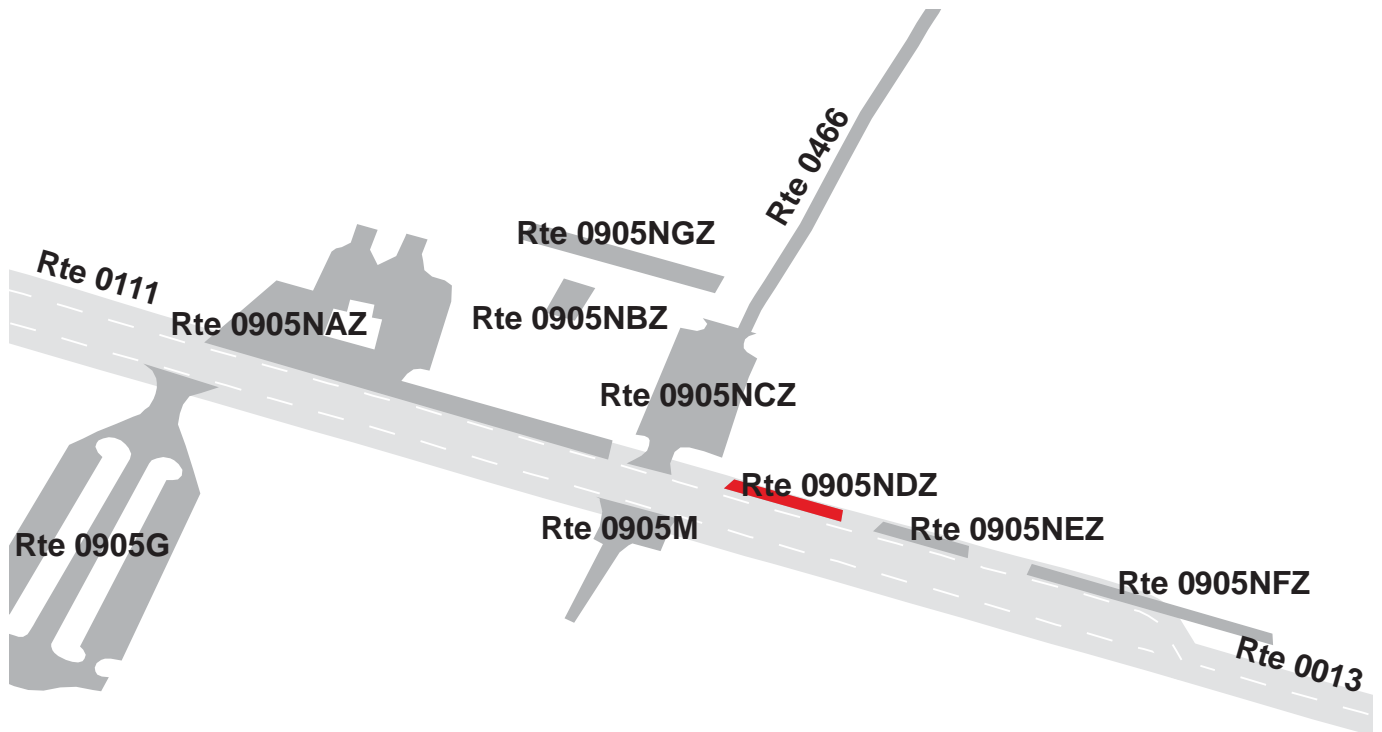 Rte 0466
Rte 0905NGZ
Rte 0111
Rte 0905NAZ
Rte 0905NBZ
Rte 0905NCZ
Rte 0905NDZ
Rte 0905M
Rte 0905NEZ
Rte 0905G
Rte 0905NFZ
Rte 0013